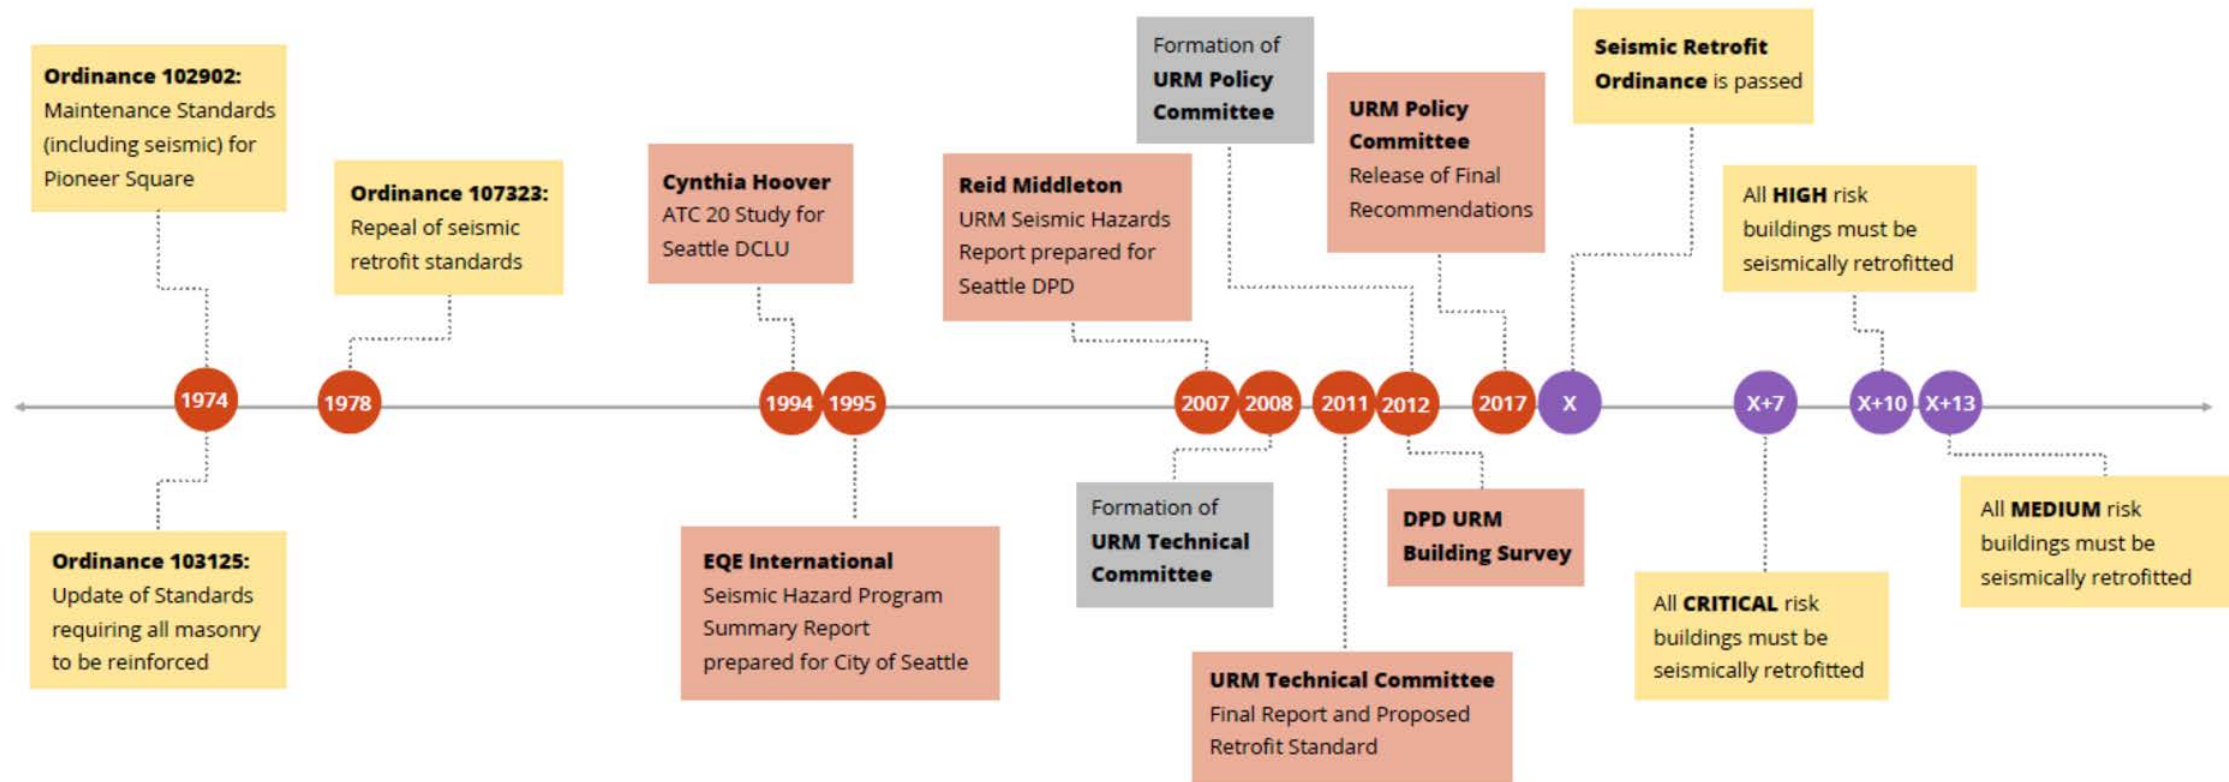 Ordinance 102902:
Maintenance Standards
(including seismic) for
Pioneer Square
Ordinance 107323:
Repeal of seismic
retrofit standards
Cynthia Hoover
ATC 20 Study for
Seattle DCLU
Reid Middleton
URM Seismic Hazards
Report prepared for
Seattle DPD
Formation of
URM Policy
Committee
URM Policy
Committee
Release of Final
Recommendations
Seismic Retrofit
Ordinance is passed
All HIGH risk
buildings must be
seismically retrofitted
1974
1978
1994
1995
2007
2008
2011
2012
2017
X
X+7
X+10
X+13
Ordinance 103125:
Update of Standards
requiring all masonry
to be reinforced
EQE International
Seismic Hazard Program
Summary Report
prepared for City of Seattle
Formation of
URM Technical
Committee
URM Technical Committee
Final Report and Proposed
Retrofit Standard
DPD URM
Building Survey
All CRITICAL risk
buildings must be
seismically retrofitted
All MEDIUM risk
buildings must be
seismically retrofitted